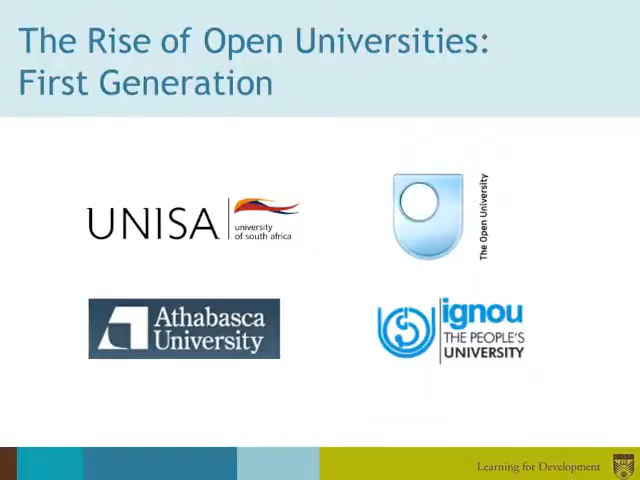 The Rise of Open Universities:
First Generation
UNISA
university
of south africa
The Open University
Athabasca
University
ignou
THE PEOPLE'S
UNIVERSITY
Learning for Development